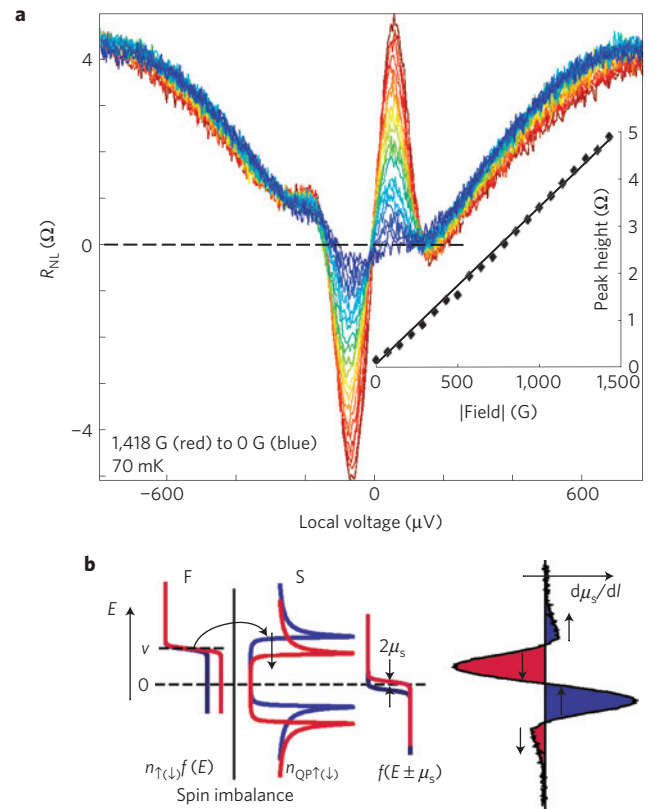 a
4
0
−4
R_NL (Ω)
5
4
3
2
1
0
Peak height (Ω)
0
500
1,000
1,500
|Field| (G)
1,418 G (red) to 0 G (blue)
70 mK
−600
0
600
Local voltage (μV)
b
F
S
E
v
0
2μ_s
dμ_s/dI
n_↑(↓) f (E)
n_QP↑(↓)
f(E ± μ_s)
Spin imbalance